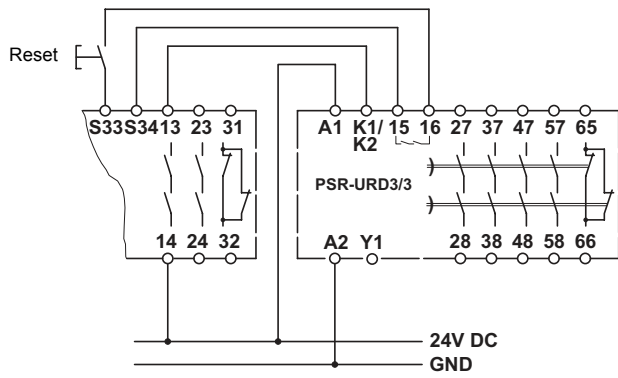 Reset
S33 S34 13 23 31
A1 K1/ 15 16 27 37 47 57 65
K2
PSR-URD3/3
14 24 32
A2 Y1 28 38 48 58 66
24V DC
GND